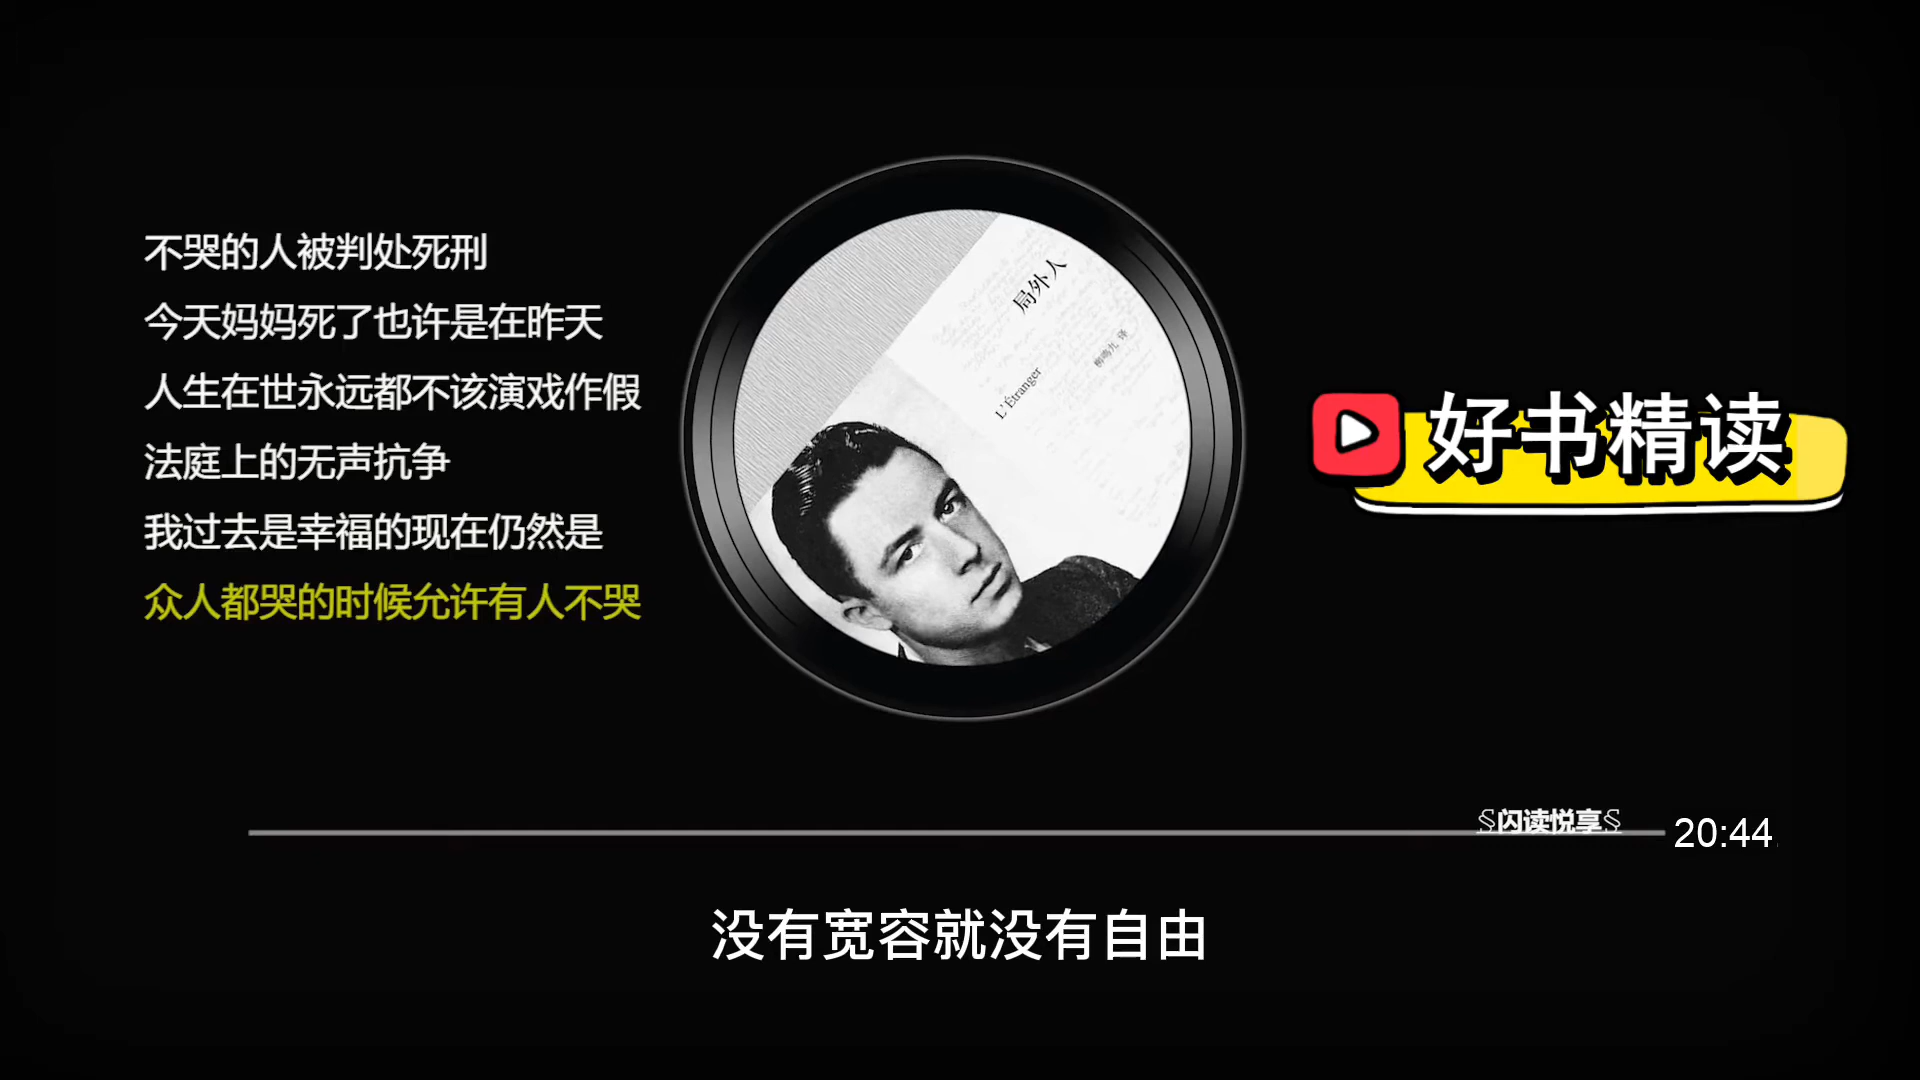 不哭的人被判处死刑
今天妈妈死了也许是在昨天
人生在世永远都不该演戏作假
法庭上的无声抗争
我过去是幸福的现在仍然是
众人都哭的时候允许有人不哭
局外人
柳鸣九 译
L'Étranger
好书精读
§闪读悦享§
20:44
没有宽容就没有自由